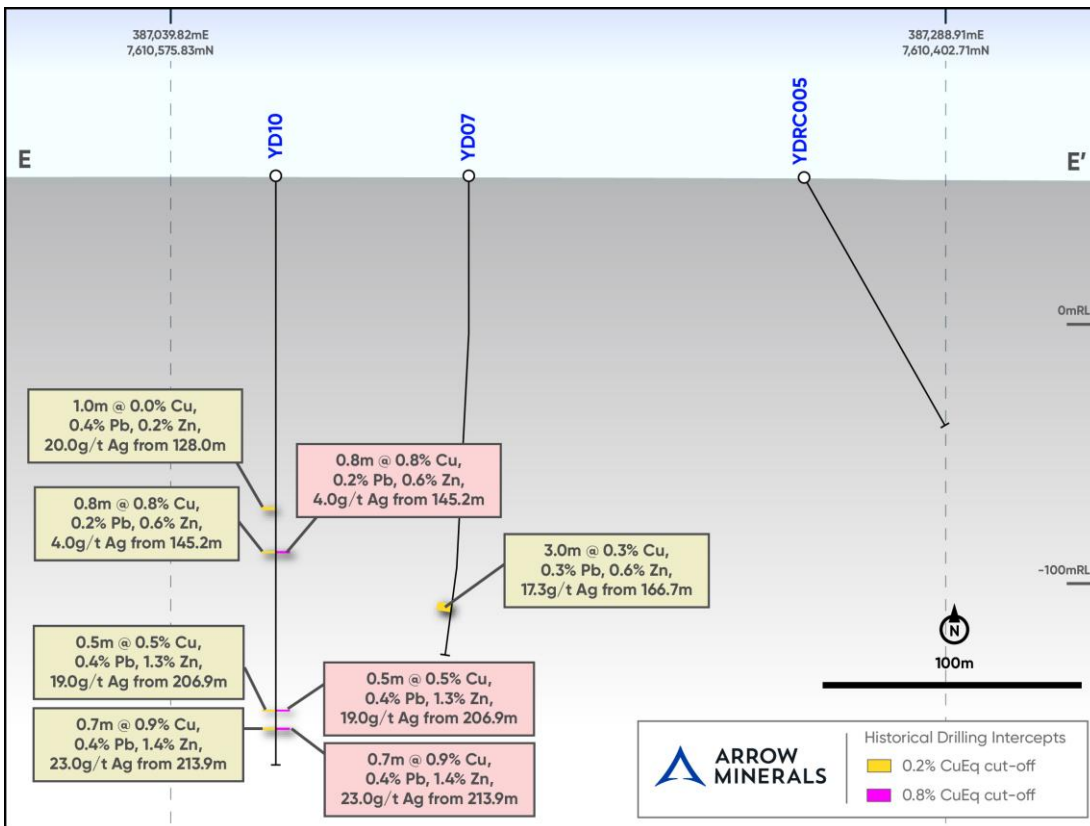 387,039.82mE
7,610,575.83mN
387,288.91mE
7,610,402.71mN
E
YD10
YD07
YDRC005
E'
0mRL
1.0m @ 0.0% Cu,
0.4% Pb, 0.2% Zn,
20.0g/t Ag from 128.0m
0.8m @ 0.8% Cu,
0.2% Pb, 0.6% Zn,
4.0g/t Ag from 145.2m
0.8m @ 0.8% Cu,
0.2% Pb, 0.6% Zn,
4.0g/t Ag from 145.2m
3.0m @ 0.3% Cu,
0.3% Pb, 0.6% Zn,
17.3g/t Ag from 166.7m
-100mRL
N
100m
0.5m @ 0.5% Cu,
0.4% Pb, 1.3% Zn,
19.0g/t Ag from 206.9m
0.5m @ 0.5% Cu,
0.4% Pb, 1.3% Zn,
19.0g/t Ag from 206.9m
0.7m @ 0.9% Cu,
0.4% Pb, 1.4% Zn,
23.0g/t Ag from 213.9m
0.7m @ 0.9% Cu,
0.4% Pb, 1.4% Zn,
23.0g/t Ag from 213.9m
ARROW
MINERALS
Historical Drilling Intercepts
0.2% CuEq cut-off
0.8% CuEq cut-off